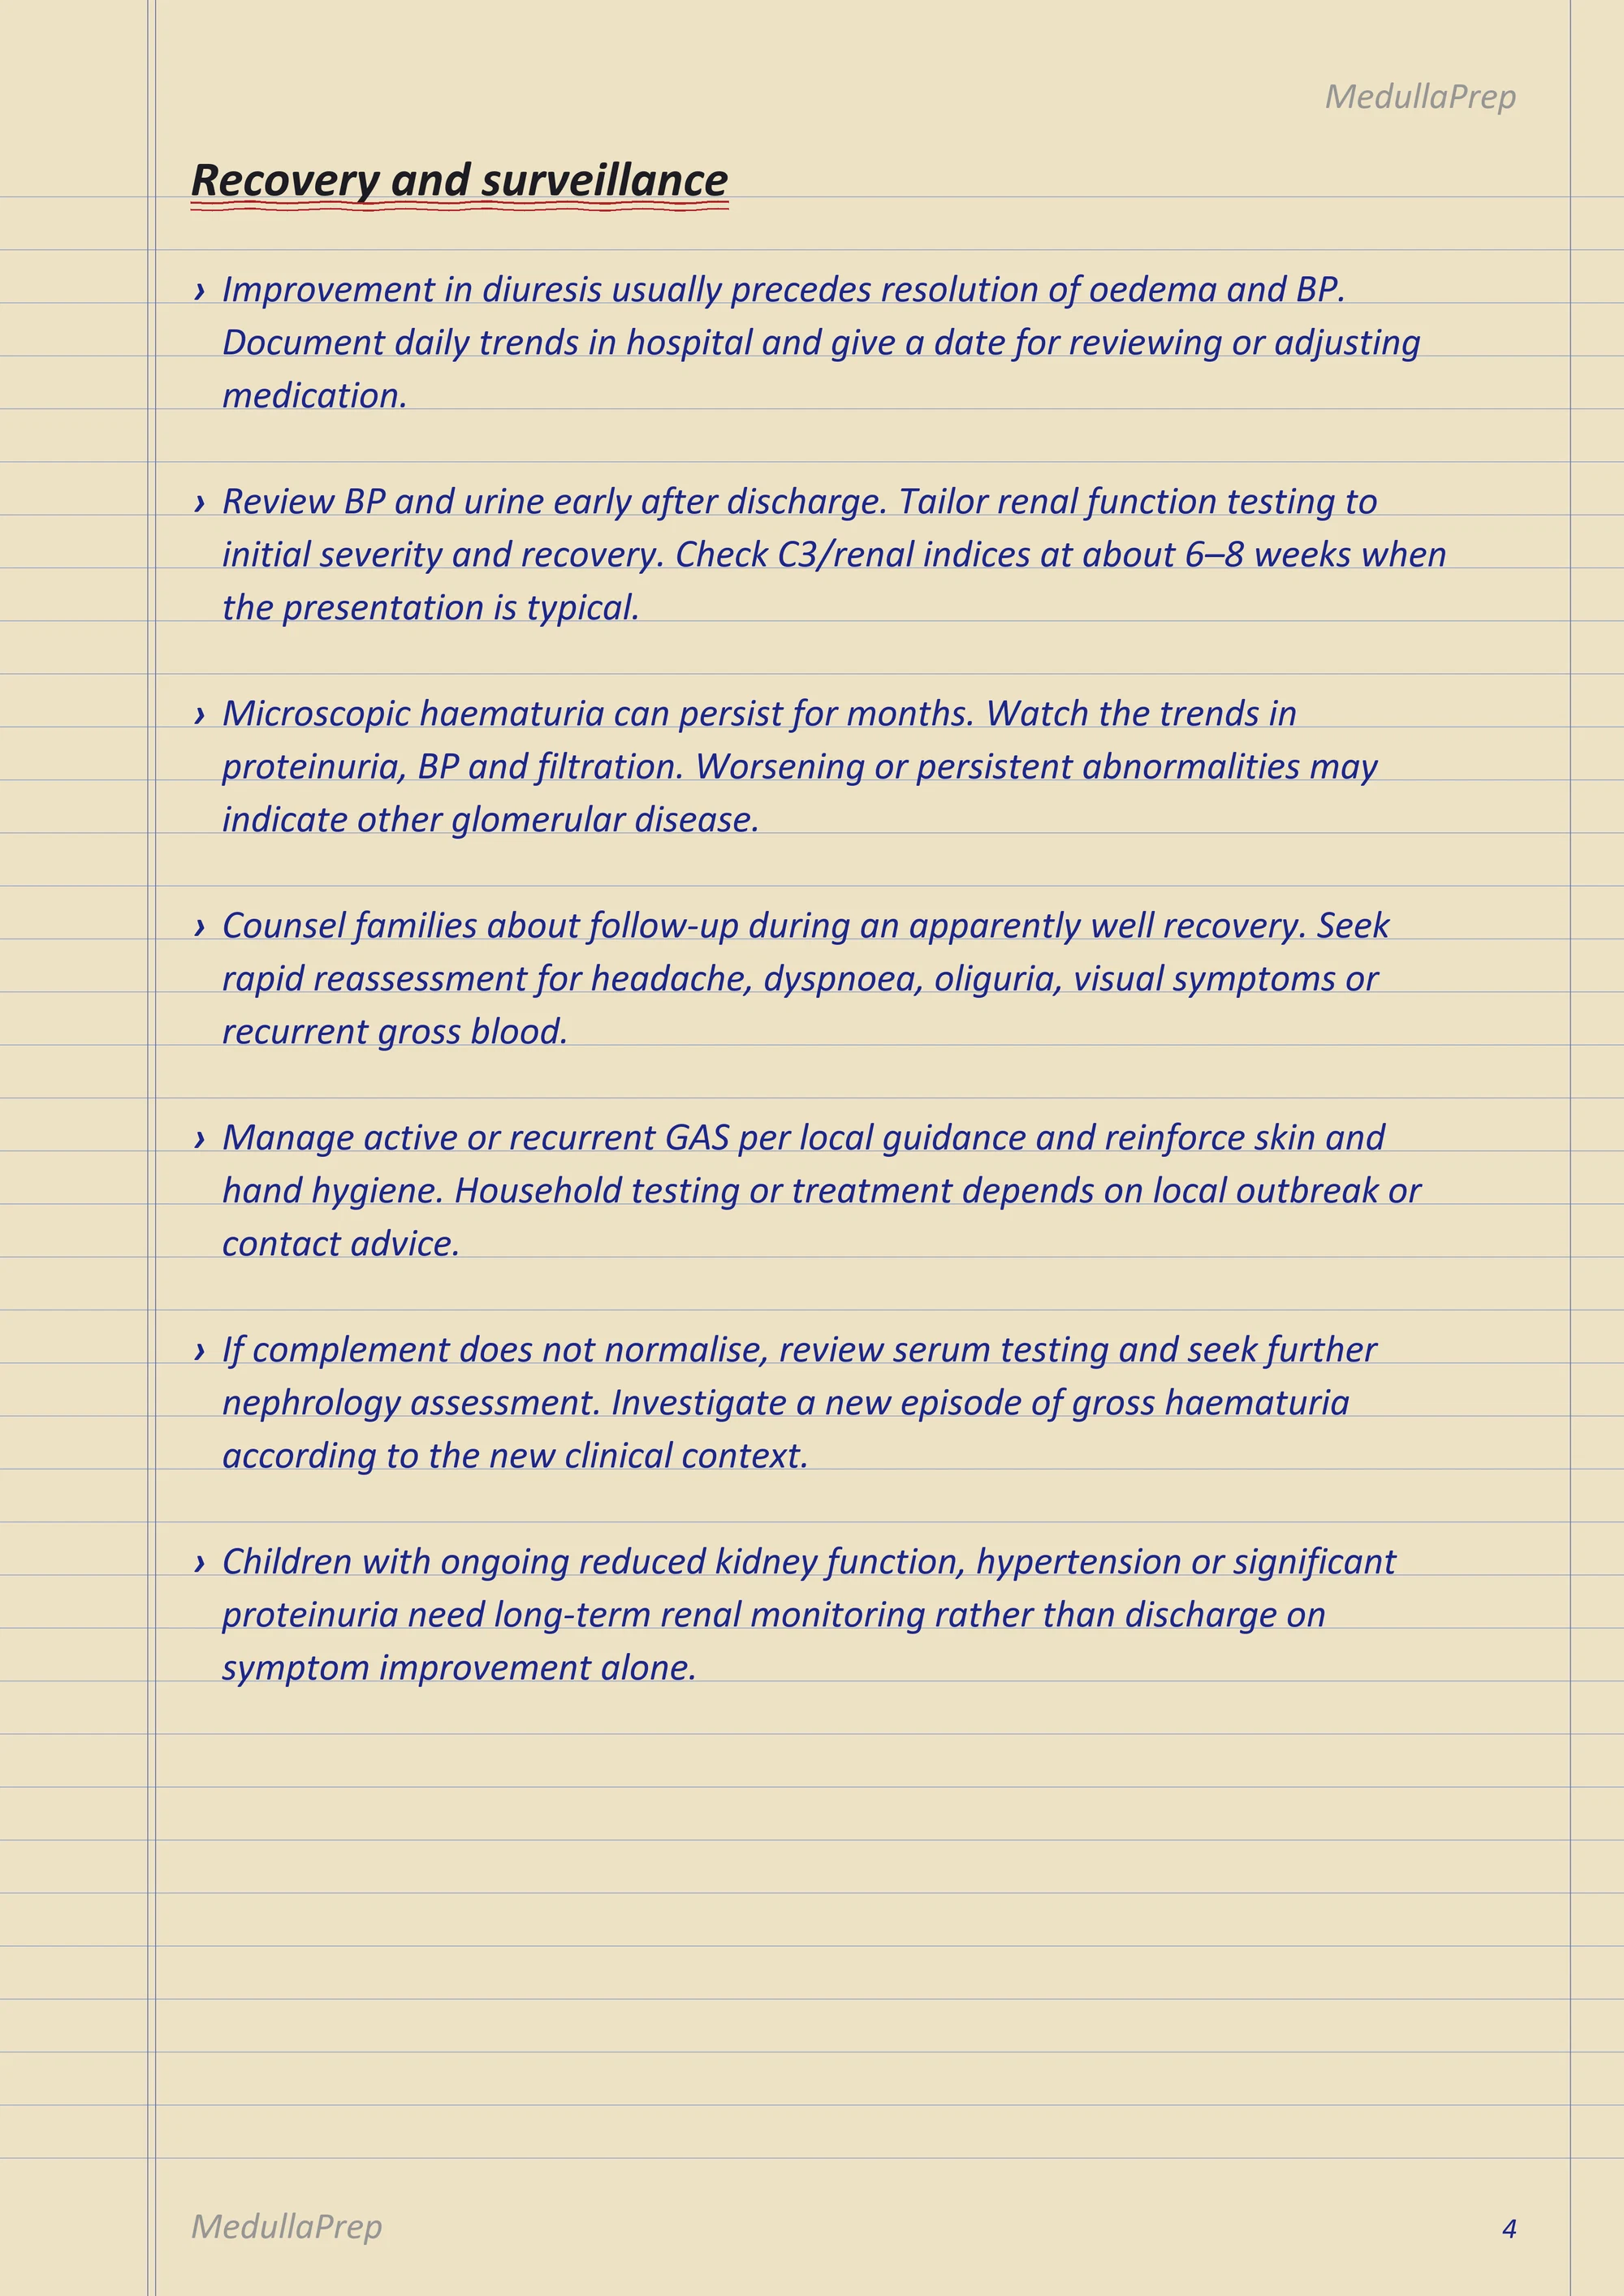 MedullaPrep
Recovery and surveillance
› Improvement in diuresis usually precedes resolution of oedema and BP.
Document daily trends in hospital and give a date for reviewing or adjusting
medication.
› Review BP and urine early after discharge. Tailor renal function testing to
initial severity and recovery. Check C3/renal indices at about 6–8 weeks when
the presentation is typical.
› Microscopic haematuria can persist for months. Watch the trends in
proteinuria, BP and filtration. Worsening or persistent abnormalities may
indicate other glomerular disease.
› Counsel families about follow-up during an apparently well recovery. Seek
rapid reassessment for headache, dyspnoea, oliguria, visual symptoms or
recurrent gross blood.
› Manage active or recurrent GAS per local guidance and reinforce skin and
hand hygiene. Household testing or treatment depends on local outbreak or
contact advice.
› If complement does not normalise, review serum testing and seek further
nephrology assessment. Investigate a new episode of gross haematuria
according to the new clinical context.
› Children with ongoing reduced kidney function, hypertension or significant
proteinuria need long-term renal monitoring rather than discharge on
symptom improvement alone.
MedullaPrep
4